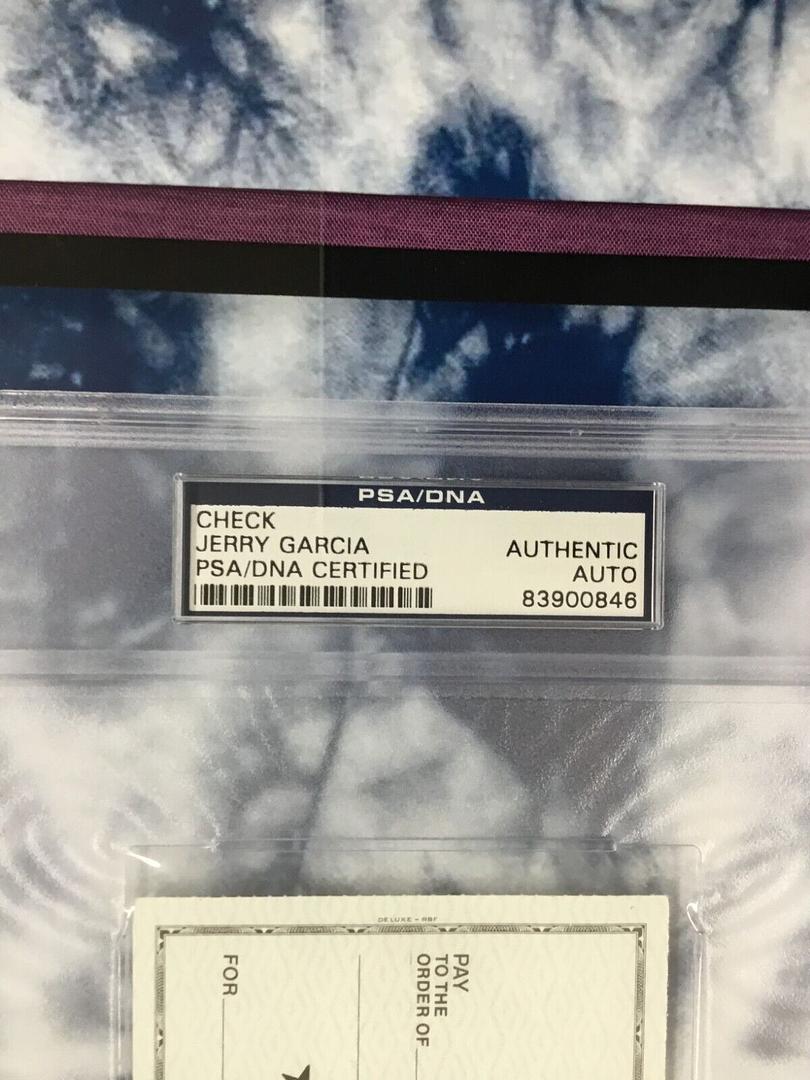 PSA/DNA
CHECK
JERRY GARCIA
PSA/DNA CERTIFIED
AUTHENTIC
AUTO
83900846
DELUXE - RBF
PAY
TO THE
ORDER OF
FOR